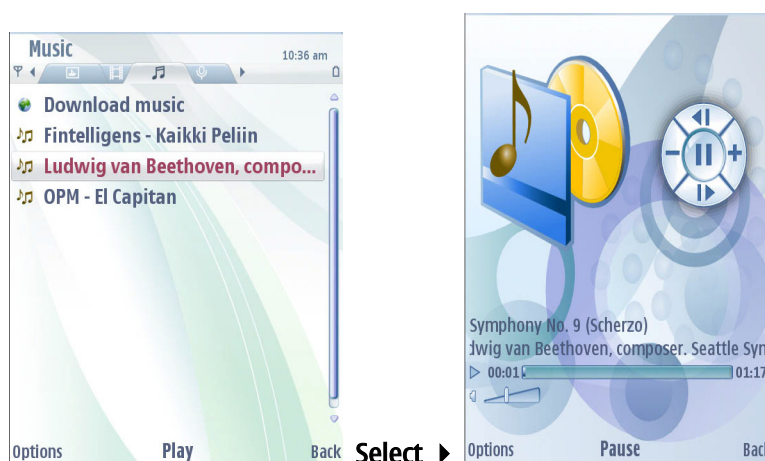 Music
10:36 am
Download music
Fintelligens - Kaikki Peliin
Ludwig van Beethoven, compo...
OPM - El Capitan
Options Play Back
Select
Symphony No. 9 (Scherzo)
dwig van Beethoven, composer. Seattle Syn
00:01 01:17
Options Pause Bac